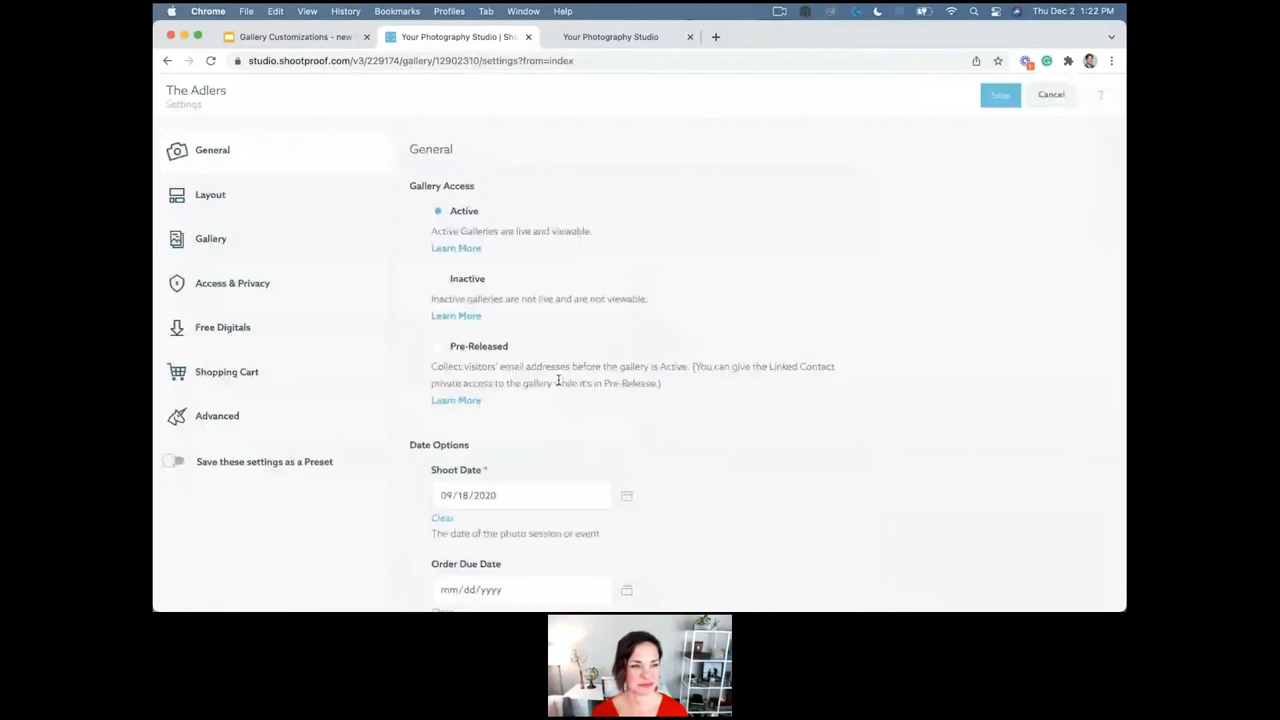 Chrome File Edit View History Bookmarks Profiles Tab Window Help Thu Dec 2 1:22 PM
Gallery Customizations - new Your Photography Studio | Sho Your Photography Studio
studio.shootproof.com/v3/229174/gallery/12902310/settings?from=index
The Adlers
Settings
Save Cancel ?
General
Layout
Gallery
Access & Privacy
Free Digitals
Shopping Cart
Advanced
Save these settings as a Preset
General
Gallery Access
Active
Active Galleries are live and viewable.
Learn More
Inactive
Inactive galleries are not live and are not viewable.
Learn More
Pre-Released
Collect visitors' email addresses before the gallery is Active. (You can give the Linked Contact
private access to the gallery while it's in Pre-Release.)
Learn More
Date Options
Shoot Date *
09/18/2020
Clear
The date of the photo session or event
Order Due Date
mm/dd/yyyy